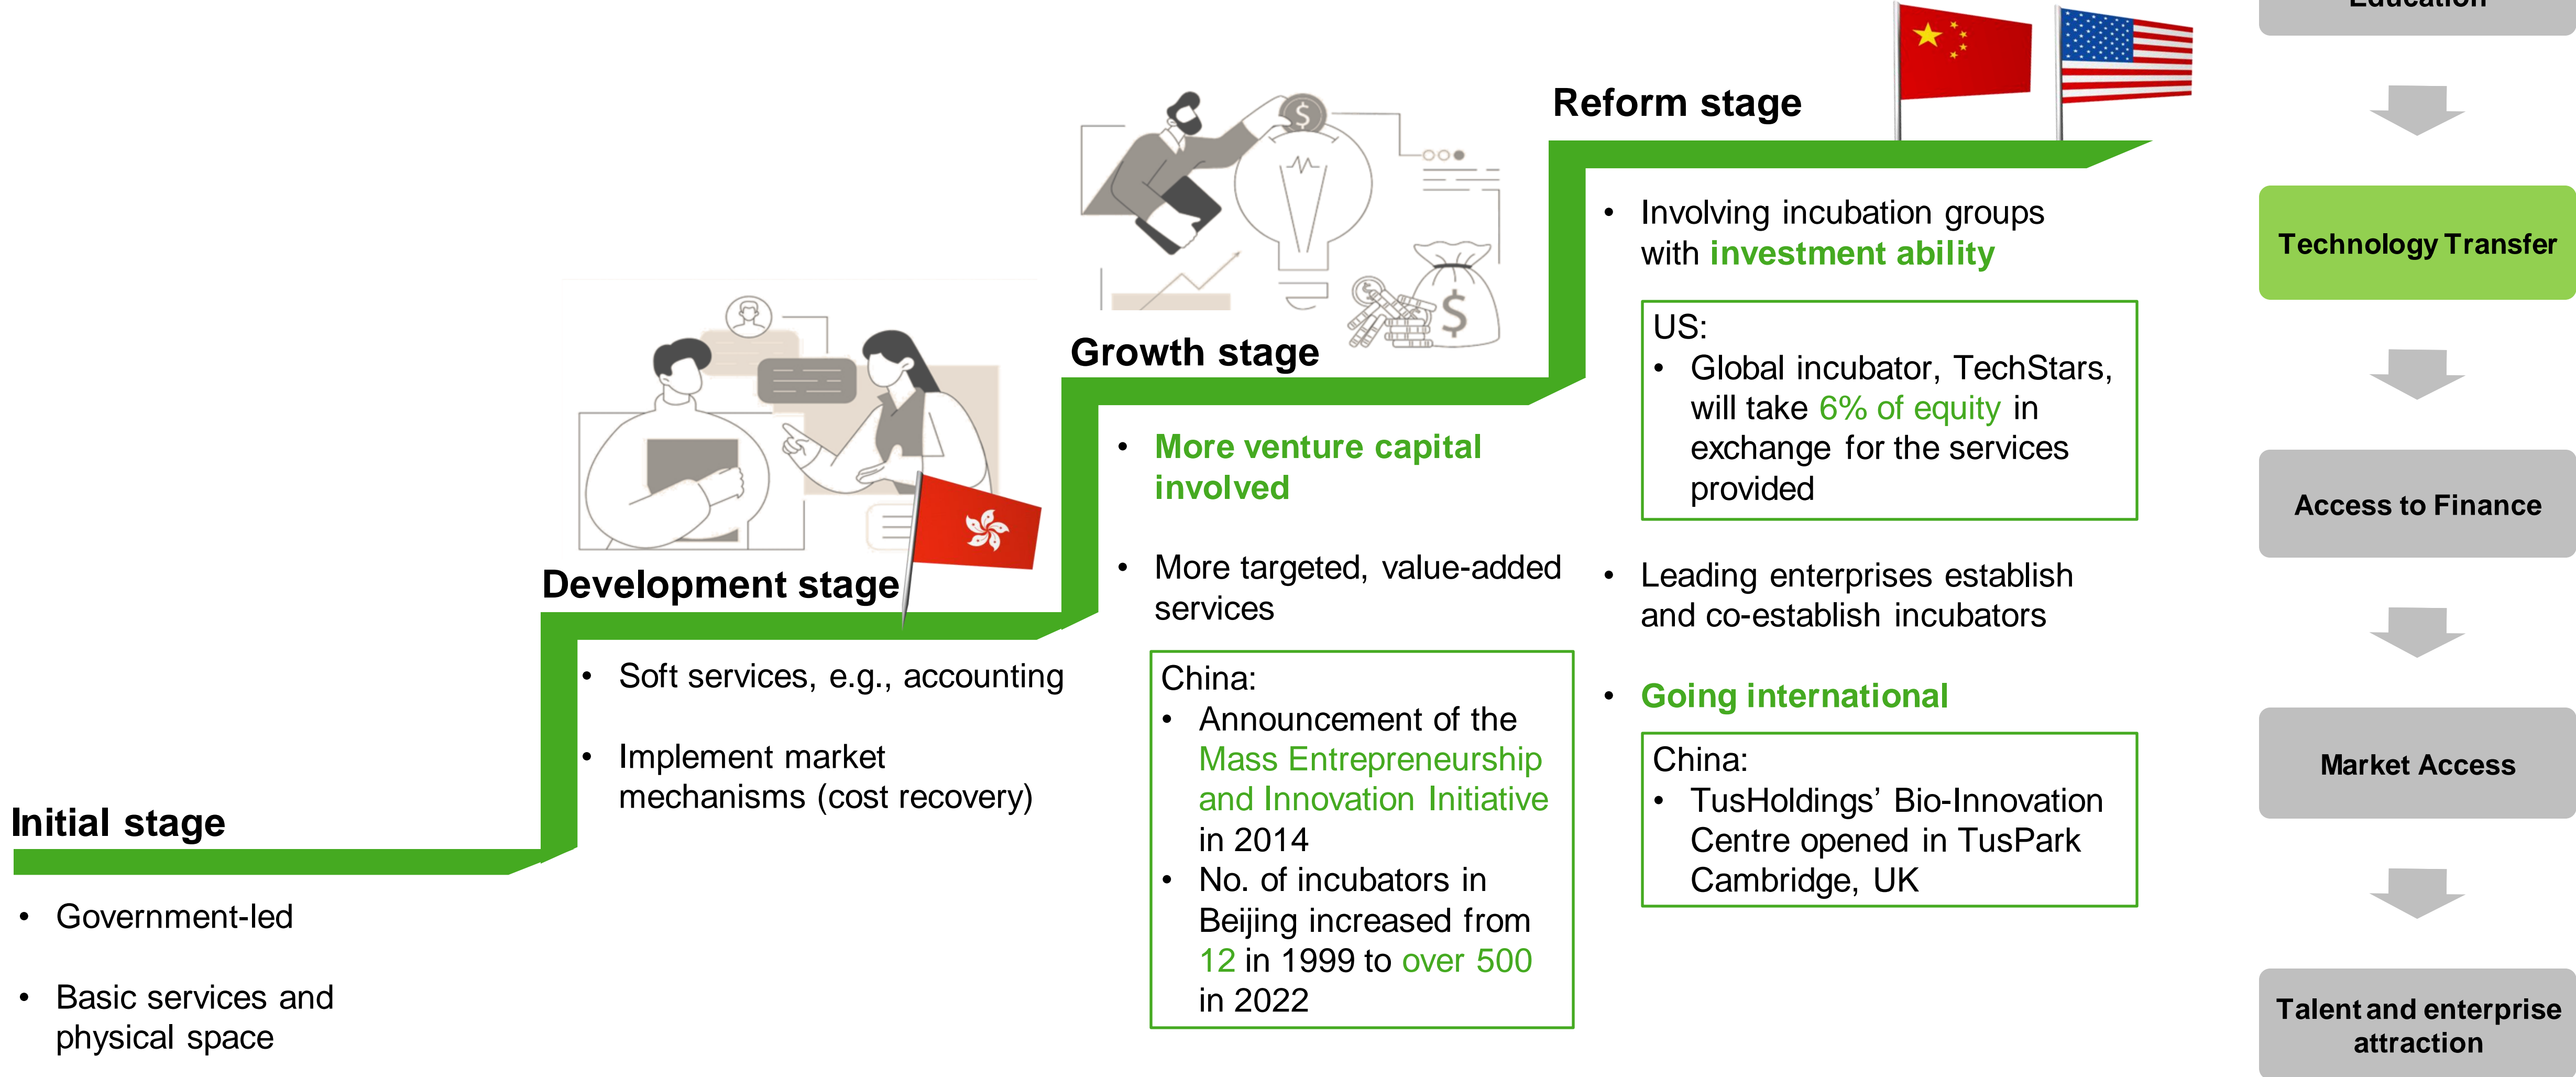 Initial stage
• Government-led
• Basic services and
physical space
Development stage
• Soft services, e.g., accounting
• Implement market
mechanisms (cost recovery)
Growth stage
$
$
• More venture capital
involved
• More targeted, value-added
services
China:
• Announcement of the
Mass Entrepreneurship
and Innovation Initiative
in 2014
• No. of incubators in
Beijing increased from
12 in 1999 to over 500
in 2022
Reform stage
• Involving incubation groups
with investment ability
US:
• Global incubator, TechStars,
will take 6% of equity in
exchange for the services
provided
• Leading enterprises establish
and co-establish incubators
• Going international
China:
• TusHoldings’ Bio-Innovation
Centre opened in TusPark
Cambridge, UK
Education
Technology Transfer
Access to Finance
Market Access
Talent and enterprise
attraction